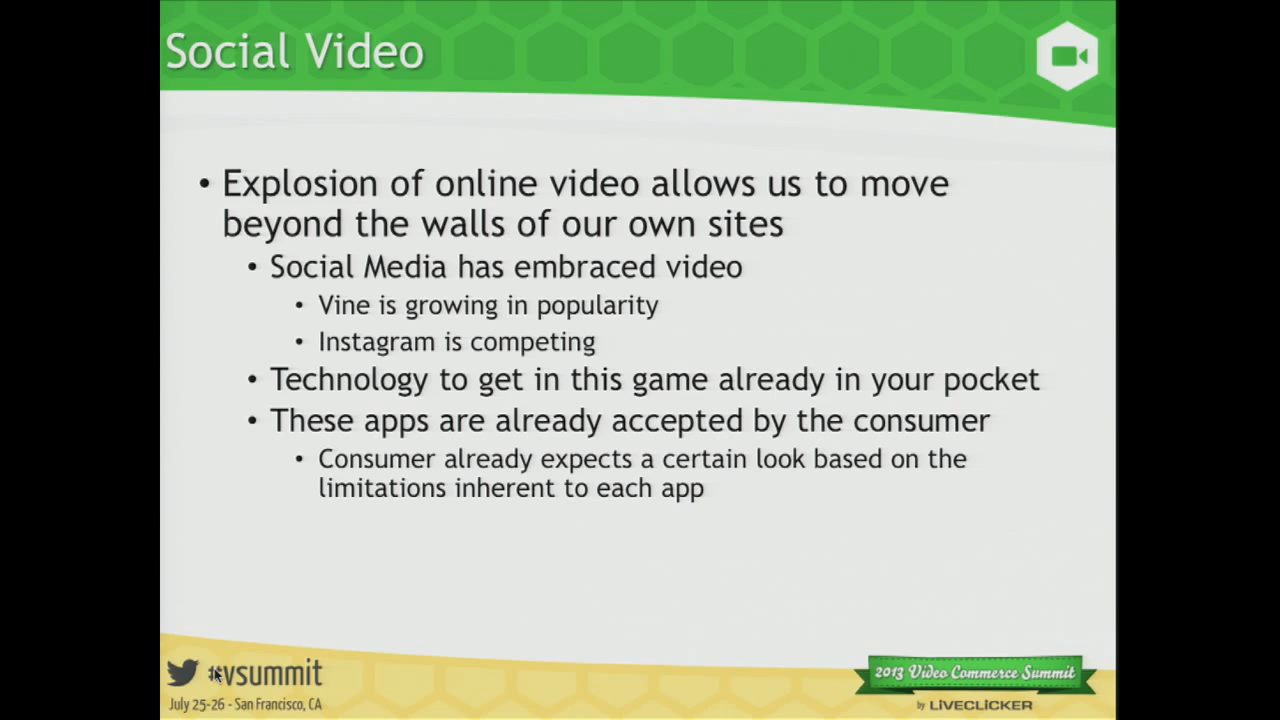 Social Video
• Explosion of online video allows us to move
beyond the walls of our own sites
• Social Media has embraced video
• Vine is growing in popularity
• Instagram is competing
• Technology to get in this game already in your pocket
• These apps are already accepted by the consumer
• Consumer already expects a certain look based on the
limitations inherent to each app
#vsummit
July 25-26 - San Francisco, CA
2013 Video Commerce Summit
by LIVECLICKER